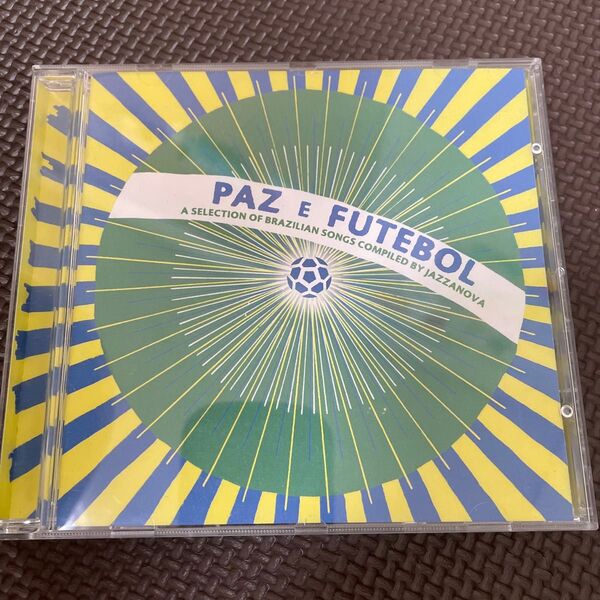 PAZ E FUTEBOL
A SELECTION OF BRAZILIAN SONGS COMPILED BY JAZZANOVA